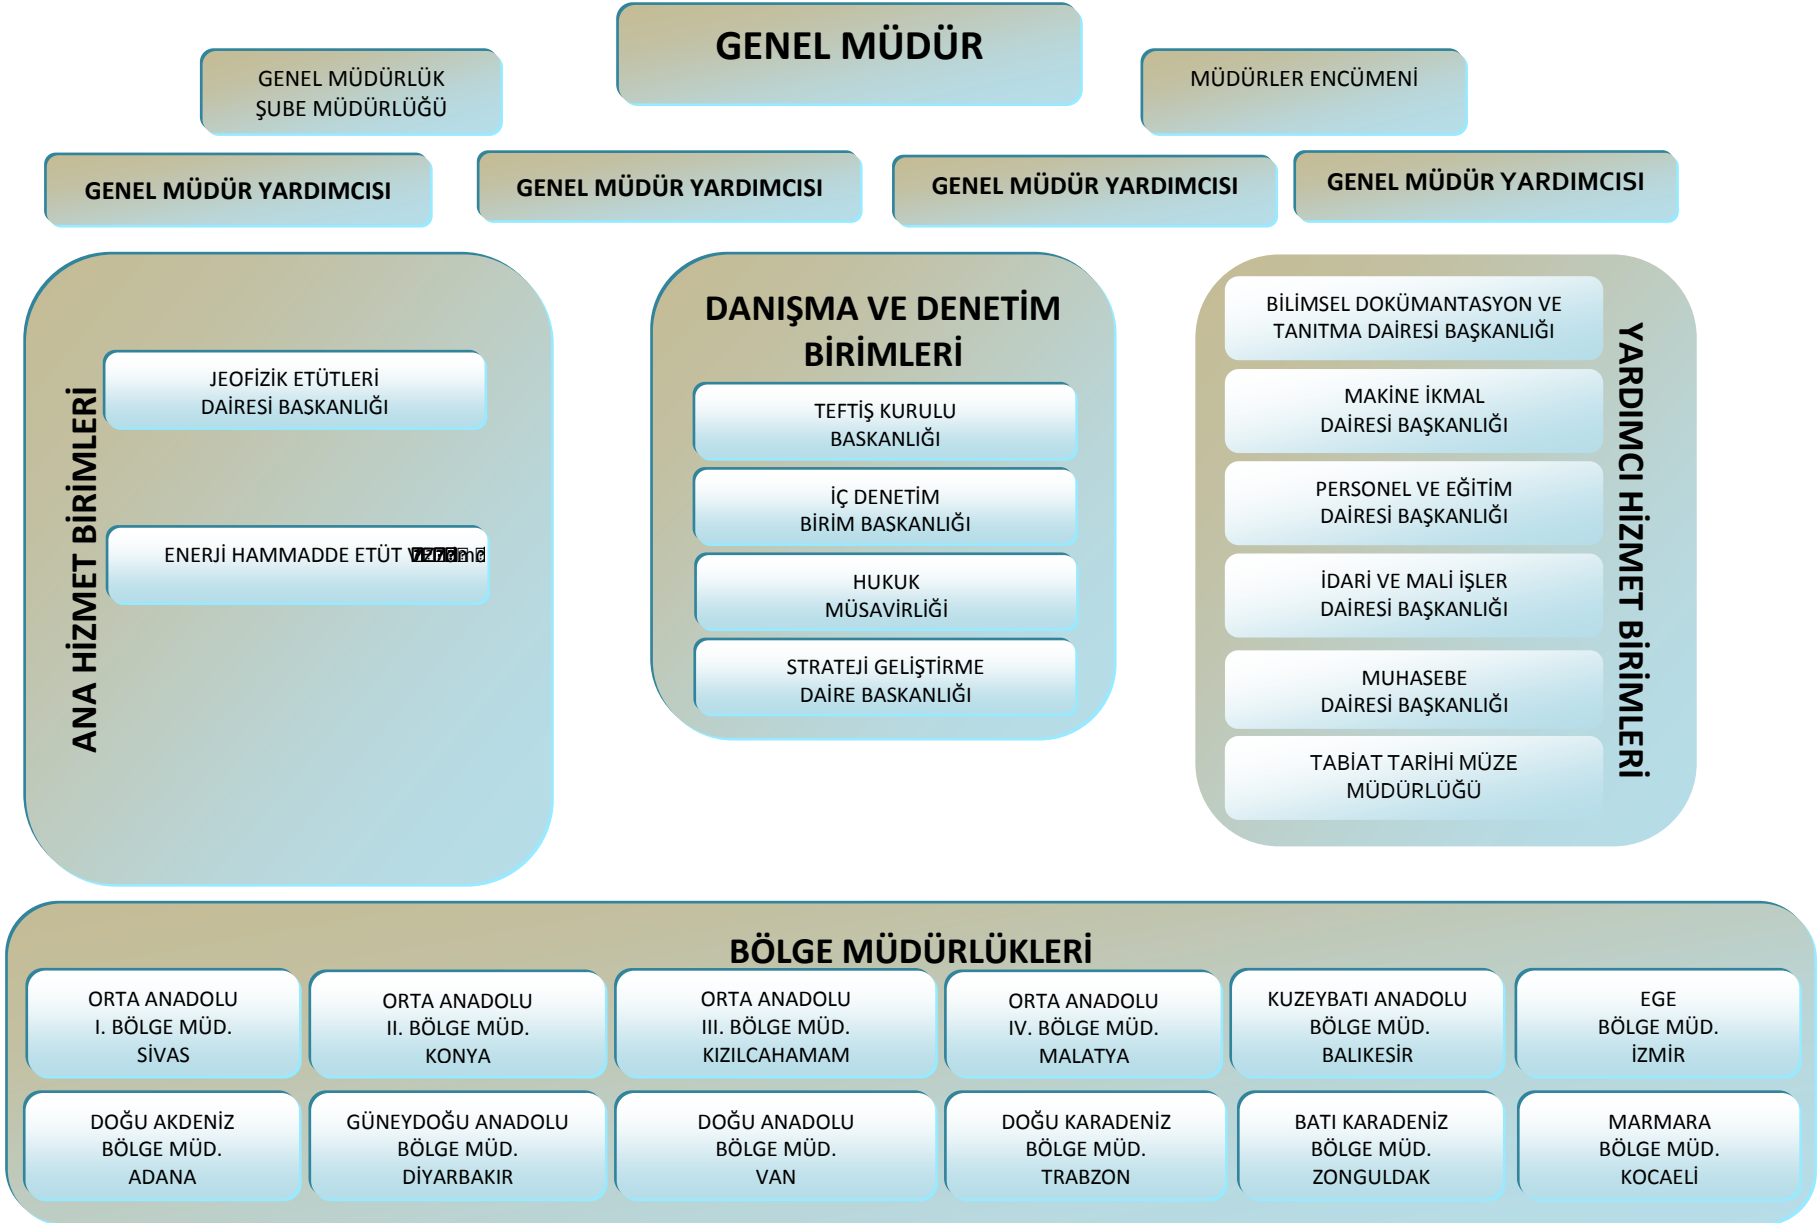 GENEL MÜDÜR
GENEL MÜDÜRLÜK
ŞUBE MÜDÜRLÜĞÜ
MÜDÜRLER ENCÜMENİ
GENEL MÜDÜR YARDIMCISI
GENEL MÜDÜR YARDIMCISI
GENEL MÜDÜR YARDIMCISI
GENEL MÜDÜR YARDIMCISI
ANA HİZMET BİRİMLERİ
JEOFİZİK ETÜTLERİ
DAİRESİ BAŞKANLIĞI
ENERJİ HAMMADDE ETÜT
DANIŞMA VE DENETİM
BİRİMLERİ
TEFTİŞ KURULU
BASKANLIĞI
İÇ DENETİM
BİRİM BASKANLIĞI
HUKUK
MÜSAVİRLİĞİ
STRATEJİ GELİŞTİRME
DAİRE BASKANLIĞI
YARDIMCI HİZMET BİRİMLERİ
BİLİMSEL DOKÜMANTASYON VE
TANITMA DAİRESİ BAŞKANLIĞI
MAKİNE İKMAL
DAİRESİ BAŞKANLIĞI
PERSONEL VE EĞİTİM
DAİRESİ BAŞKANLIĞI
İDARİ VE MALİ İŞLER
DAİRESİ BAŞKANLIĞI
MUHASEBE
DAİRESİ BAŞKANLIĞI
TABİAT TARİHİ MÜZE
MÜDÜRLÜĞÜ
BÖLGE MÜDÜRLÜKLERİ
ORTA ANADOLU
I. BÖLGE MÜD.
SİVAS
ORTA ANADOLU
II. BÖLGE MÜD.
KONYA
ORTA ANADOLU
III. BÖLGE MÜD.
KIZILCAHAMAM
ORTA ANADOLU
IV. BÖLGE MÜD.
MALATYA
KUZEYBATI ANADOLU
BÖLGE MÜD.
BALIKESİR
EGE
BÖLGE MÜD.
İZMİR
DOĞU AKDENİZ
BÖLGE MÜD.
ADANA
GÜNEYDOĞU ANADOLU
BÖLGE MÜD.
DİYARBAKIR
DOĞU ANADOLU
BÖLGE MÜD.
VAN
DOĞU KARADENİZ
BÖLGE MÜD.
TRABZON
BATI KARADENİZ
BÖLGE MÜD.
ZONGULDAK
MARMARA
BÖLGE MÜD.
KOCAELİ